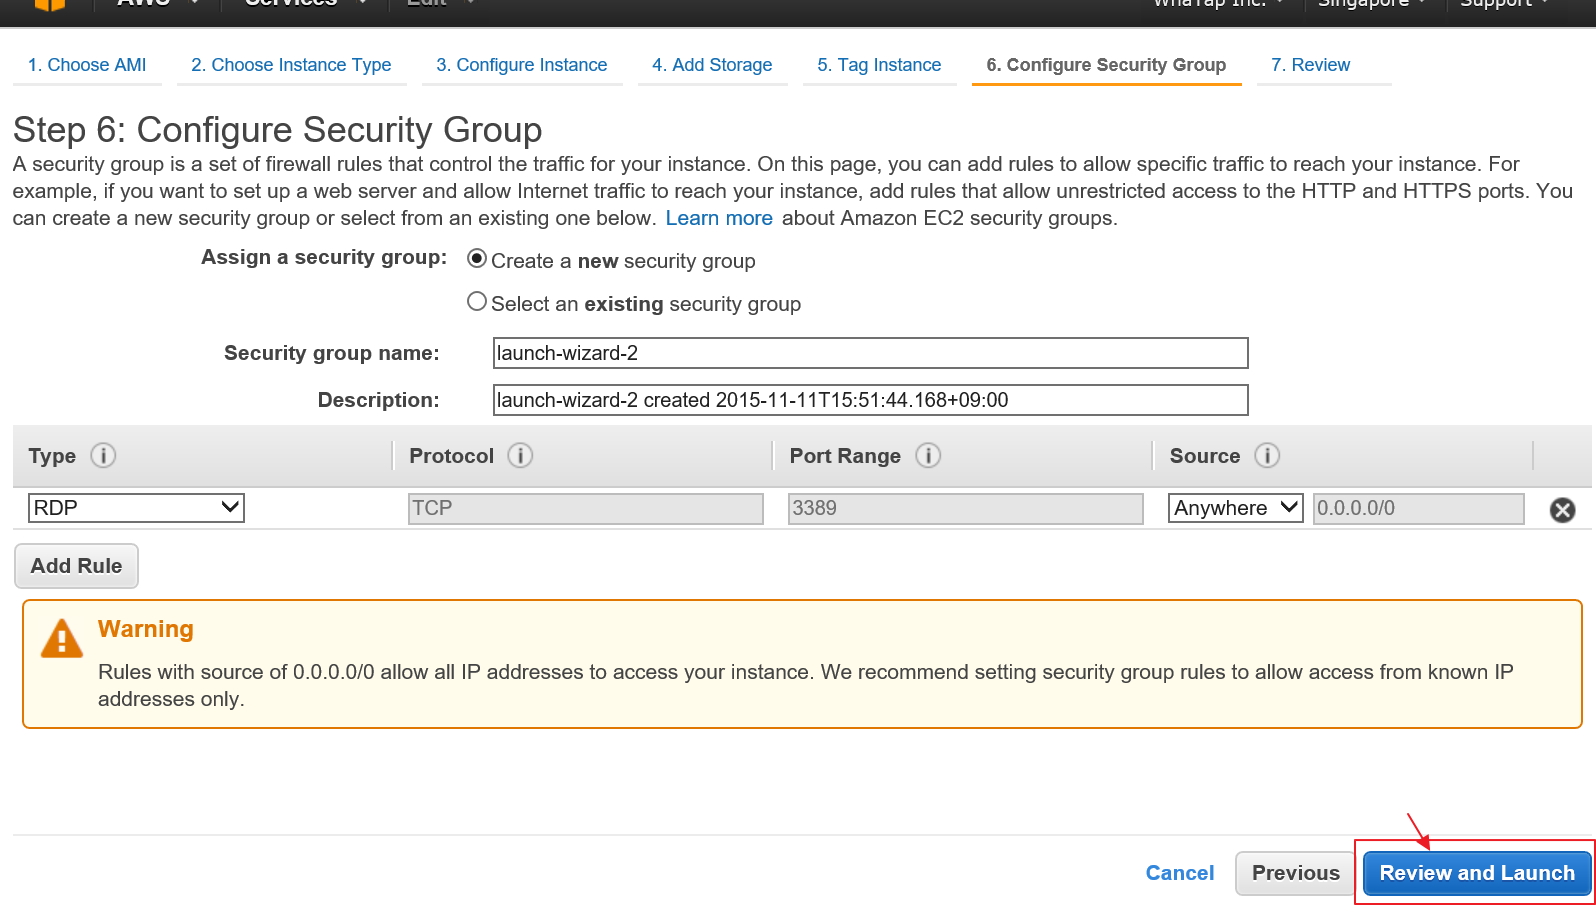 AWS Services Edit WhaTap Inc. Singapore Support
1. Choose AMI 2. Choose Instance Type 3. Configure Instance 4. Add Storage 5. Tag Instance 6. Configure Security Group 7. Review
Step 6: Configure Security Group
A security group is a set of firewall rules that control the traffic for your instance. On this page, you can add rules to allow specific traffic to reach your instance. For
example, if you want to set up a web server and allow Internet traffic to reach your instance, add rules that allow unrestricted access to the HTTP and HTTPS ports. You
can create a new security group or select from an existing one below. Learn more about Amazon EC2 security groups.
Assign a security group: Create a new security group
Select an existing security group
Security group name: launch-wizard-2
Description: launch-wizard-2 created 2015-11-11T15:51:44.168+09:00
Type i Protocol i Port Range i Source i
RDP TCP 3389 Anywhere 0.0.0.0/0
Add Rule
Warning
Rules with source of 0.0.0.0/0 allow all IP addresses to access your instance. We recommend setting security group rules to allow access from known IP
addresses only.
Cancel Previous Review and Launch